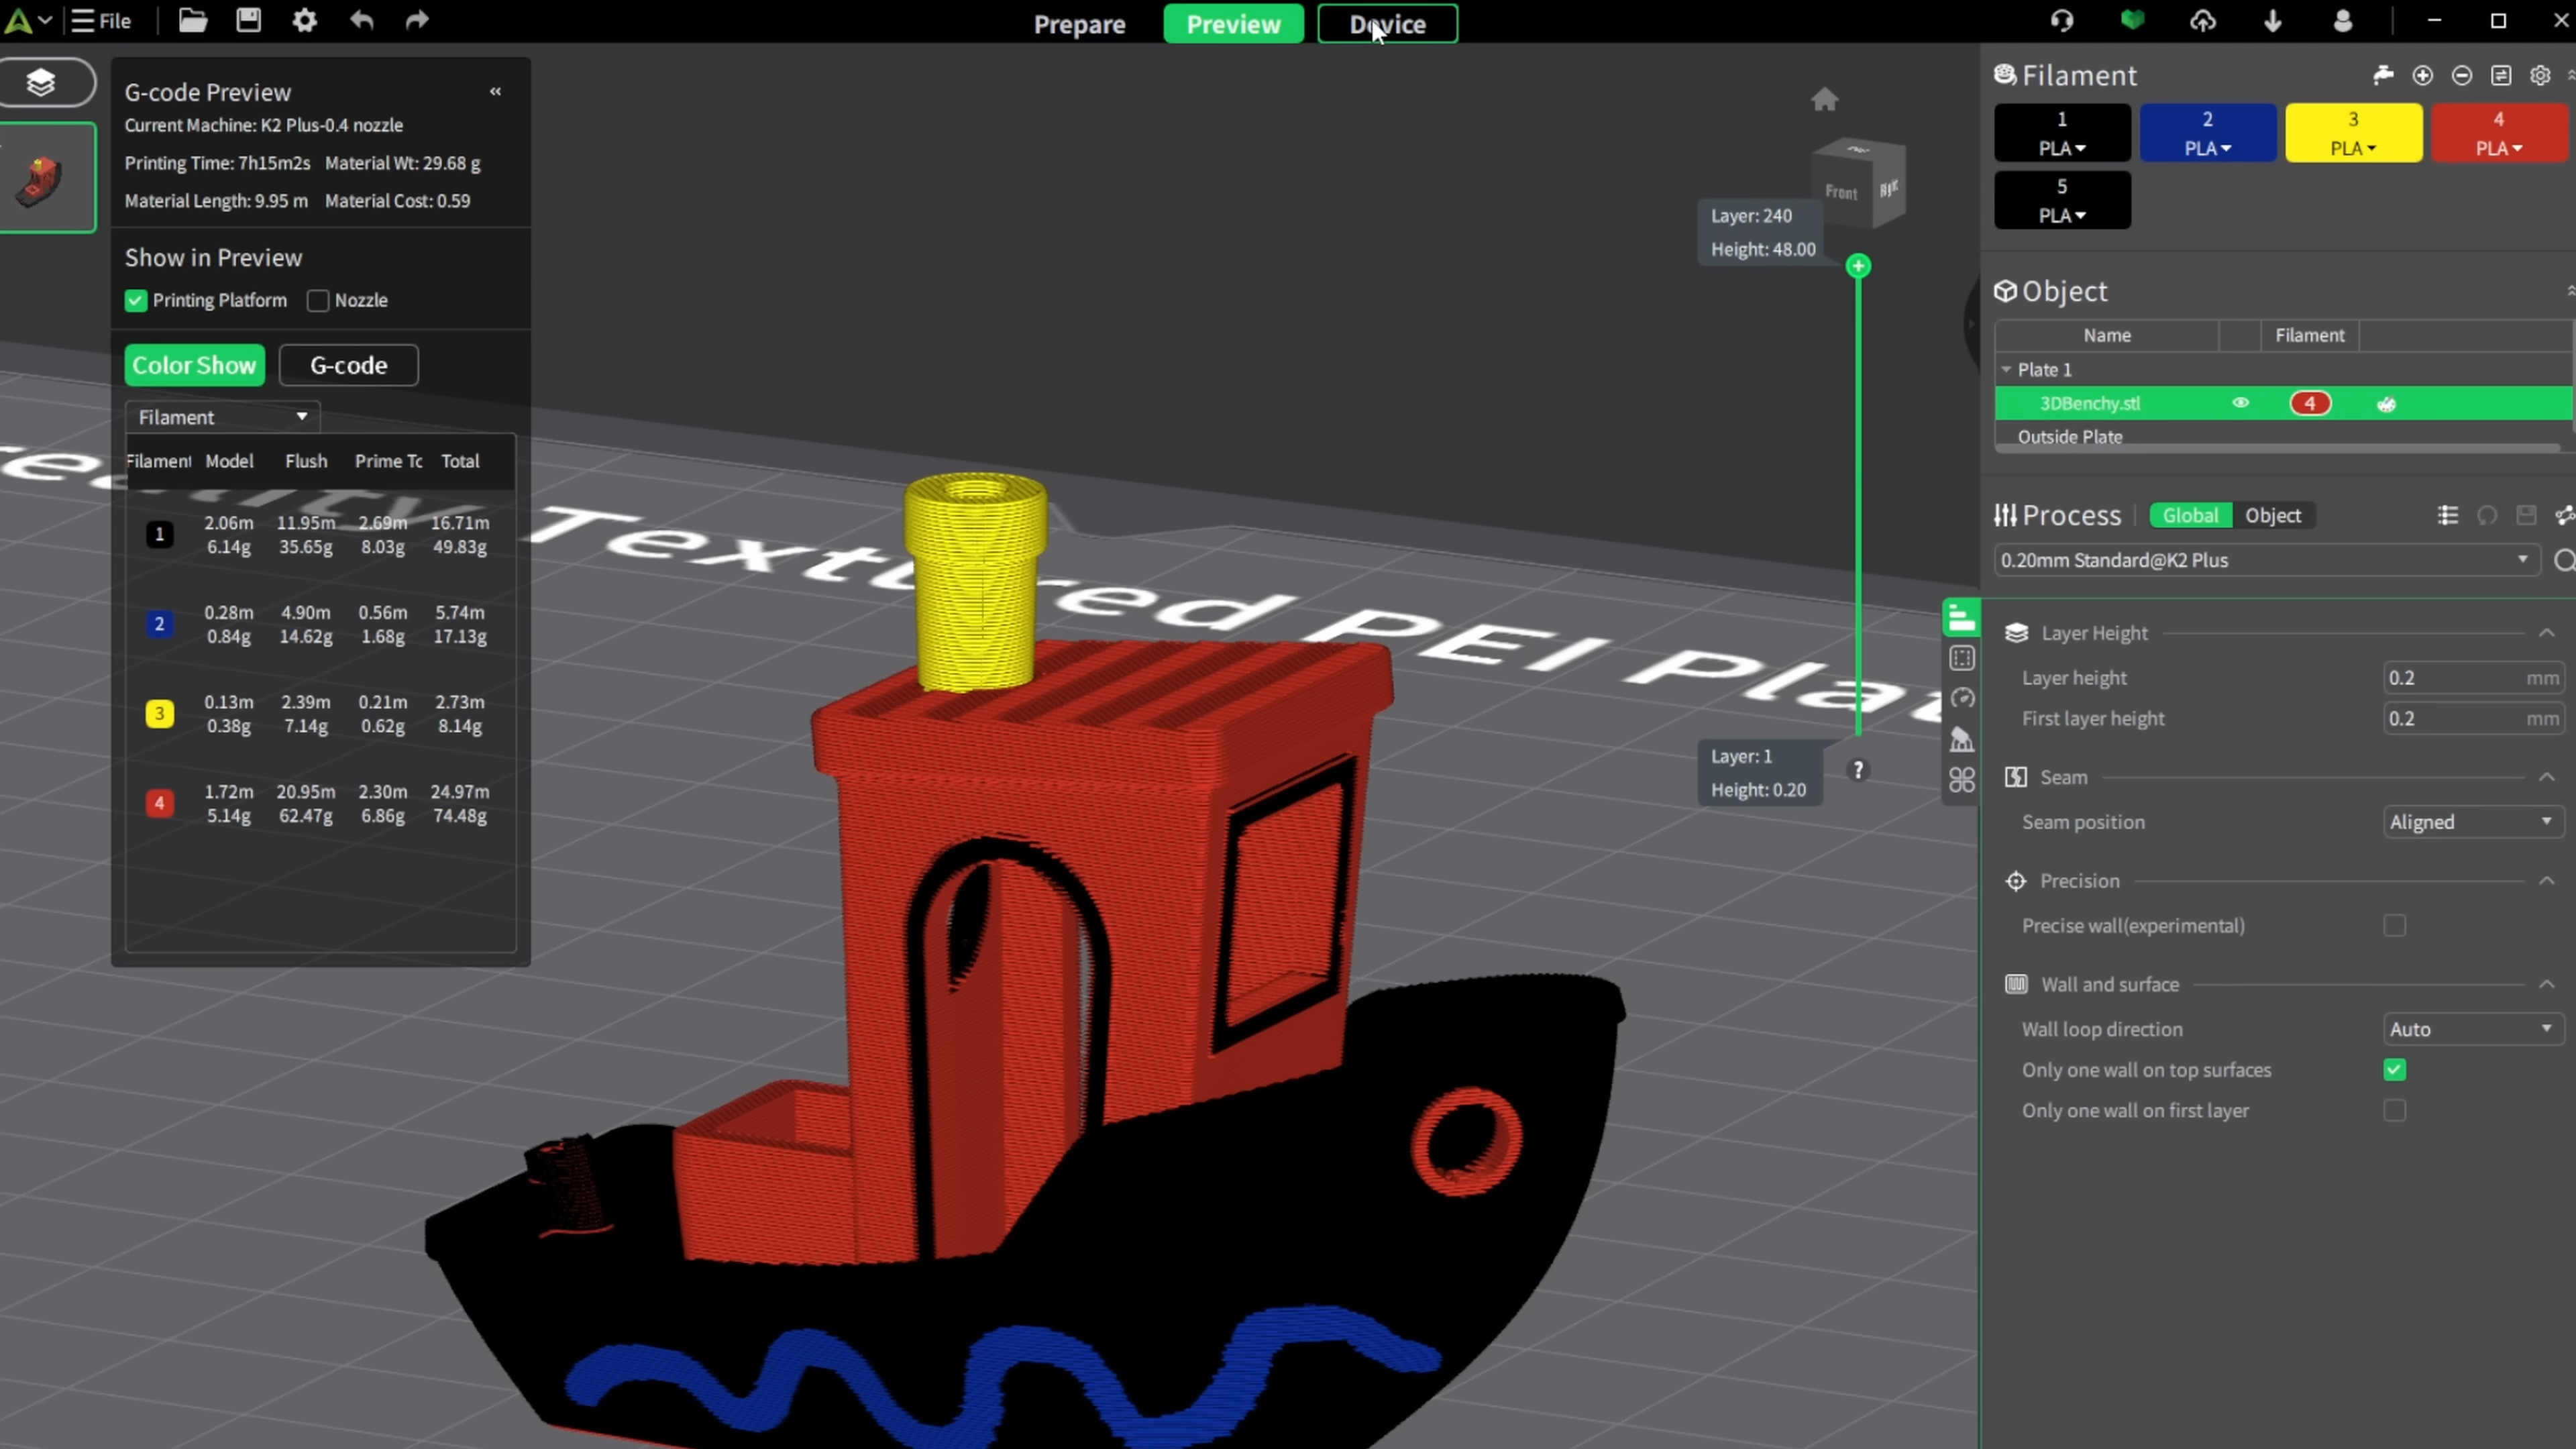 File
Prepare
Preview
Device
G-code Preview
Current Machine: K2 Plus-0.4 nozzle
Printing Time: 7h15m2s Material Wt: 29.68 g
Material Length: 9.95 m Material Cost: 0.59
Show in Preview
Printing Platform Nozzle
Color Show G-code
Filament
Filament Model Flush Prime Tc Total
1 2.06m 11.95m 2.69m 16.71m
6.14g 35.65g 8.03g 49.83g
2 0.28m 4.90m 0.56m 5.74m
0.84g 14.62g 1.68g 17.13g
3 0.13m 2.39m 0.21m 2.73m
0.38g 7.14g 0.62g 8.14g
4 1.72m 20.95m 2.30m 24.97m
5.14g 62.47g 6.86g 74.48g
Textured PEI Pla
Front Right
Layer: 240
Height: 48.00
Layer: 1
Height: 0.20
?
Filament
1 2 3 4
PLA PLA PLA PLA
5
PLA
Object
Name Filament
Plate 1
3DBenchy.stl 4
Outside Plate
Process Global Object
0.20mm Standard@K2 Plus
Layer Height
Layer height 0.2 mm
First layer height 0.2 mm
Seam
Seam position Aligned
Precision
Precise wall(experimental)
Wall and surface
Wall loop direction Auto
Only one wall on top surfaces
Only one wall on first layer